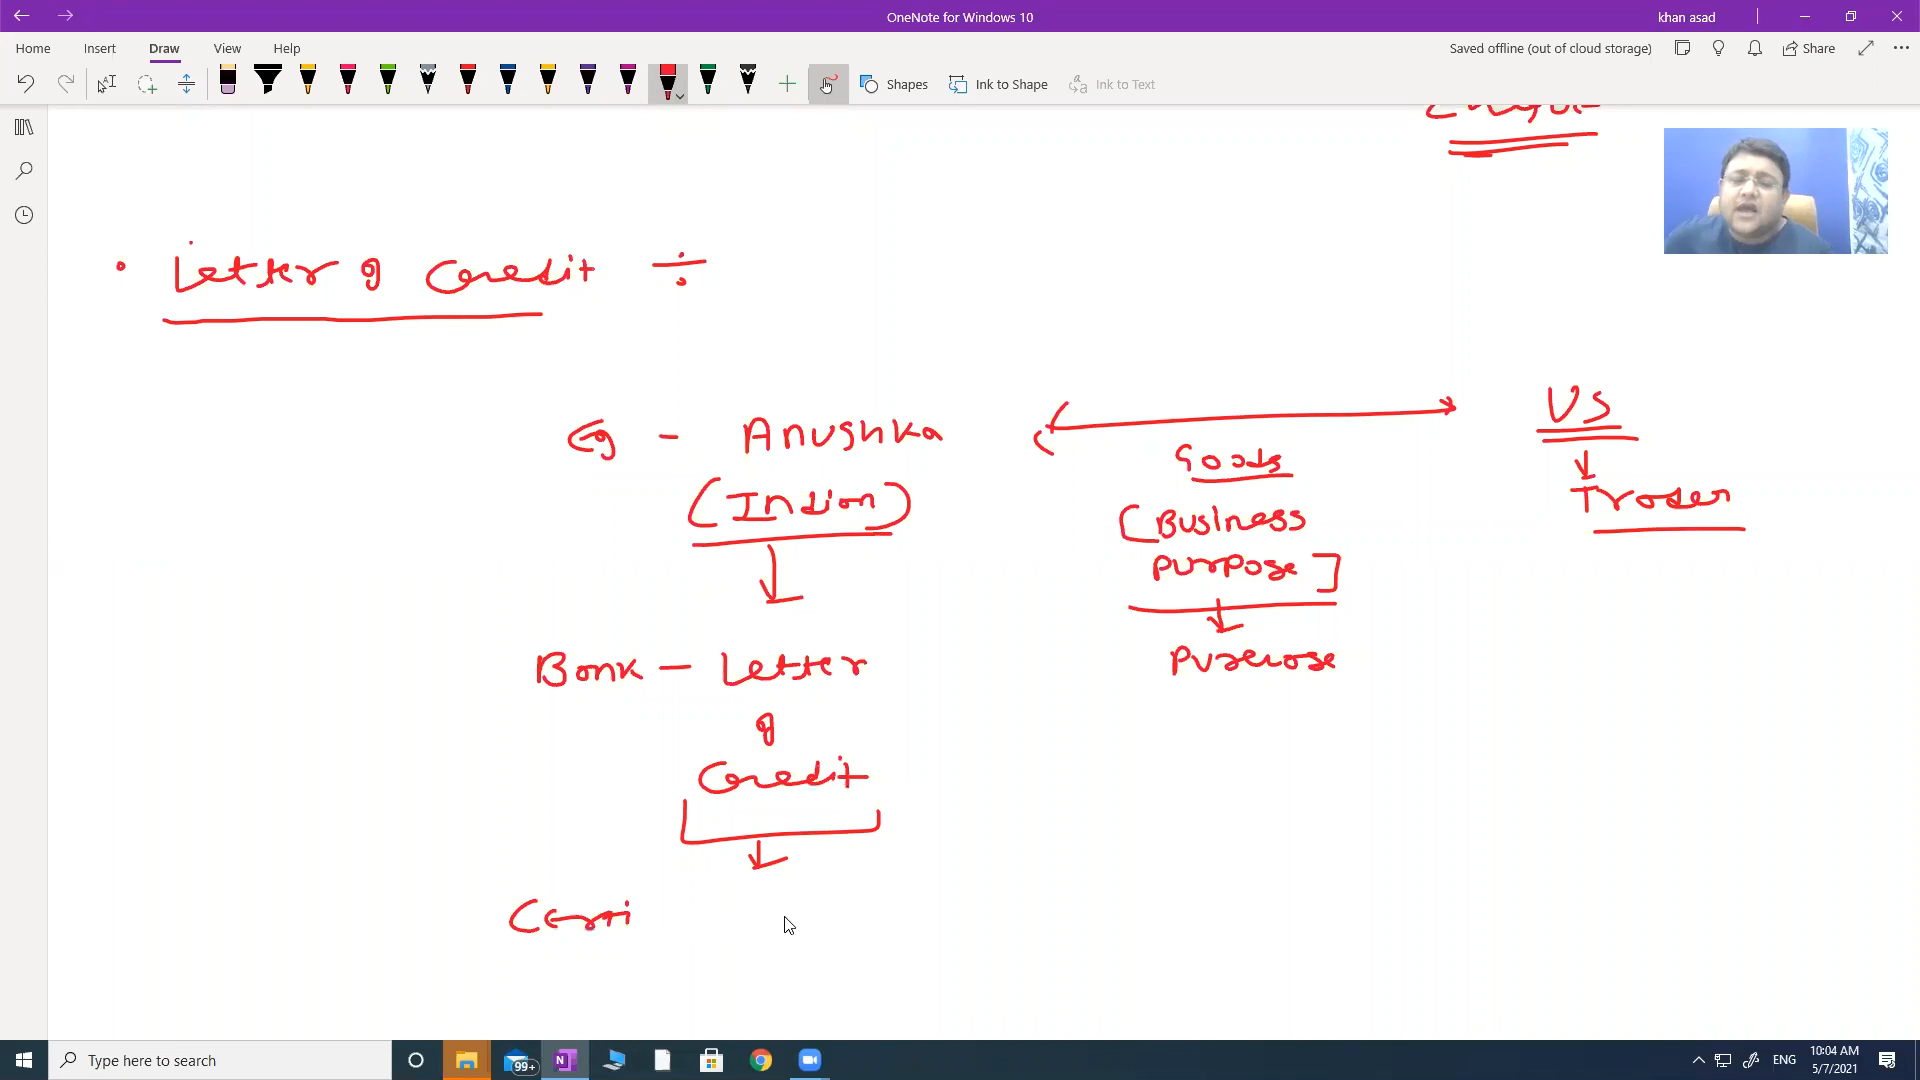 OneNote for Windows 10
khan asad
Home Insert Draw View Help
Saved offline (out of cloud storage)
Share
Shapes
Ink to Shape
Ink to Text
• Letter of Credit ÷
Eg - Anushka
(Indian)
Goods
[Business
Purpose]
Purchase
US
Trader
Bank - Letter
of
Credit
Certi
Type here to search
99+
ENG
10:04 AM
5/7/2021